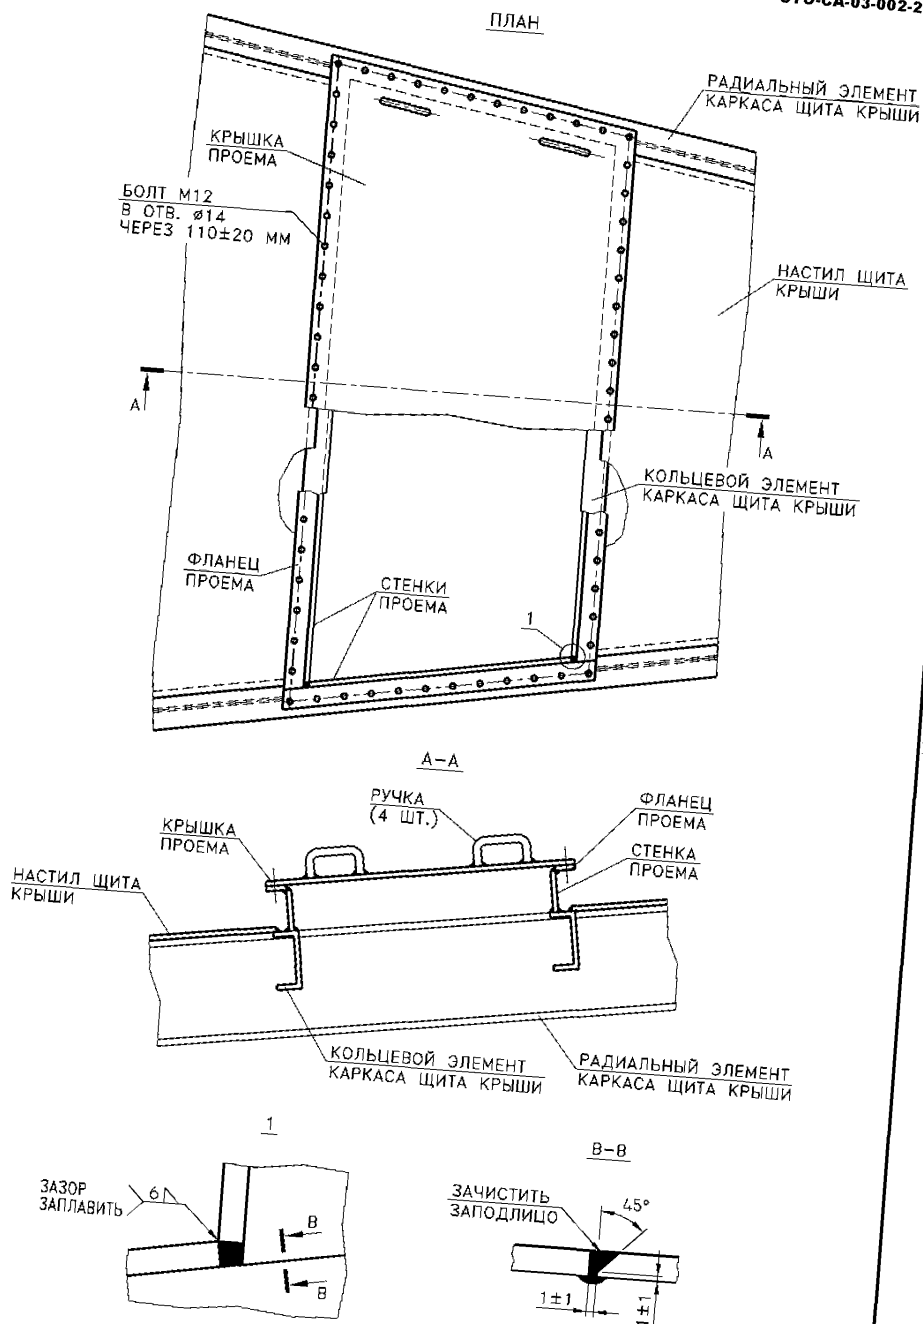 СТО-СА-03-002-2
ПЛАН
РАДИАЛЬНЫЙ ЭЛЕМЕНТ
КАРКАСА ЩИТА КРЫШИ
КРЫШКА
ПРОЕМА
БОЛТ М12
В ОТВ. ø14
ЧЕРЕЗ 110±20 ММ
НАСТИЛ ЩИТА
КРЫШИ
А
А
КОЛЬЦЕВОЙ ЭЛЕМЕНТ
КАРКАСА ЩИТА КРЫШИ
ФЛАНЕЦ
ПРОЕМА
СТЕНКИ
ПРОЕМА
1
А-А
РУЧКА
(4 ШТ.)
ФЛАНЕЦ
ПРОЕМА
КРЫШКА
ПРОЕМА
СТЕНКА
ПРОЕМА
НАСТИЛ ЩИТА
КРЫШИ
КОЛЬЦЕВОЙ ЭЛЕМЕНТ
КАРКАСА ЩИТА КРЫШИ
РАДИАЛЬНЫЙ ЭЛЕМЕНТ
КАРКАСА ЩИТА КРЫШИ
1
В-В
ЗАЗОР
ЗАПЛАВИТЬ
6
В
В
ЗАЧИСТИТЬ
ЗАПОДЛИЦО
45°
1±1
1±1